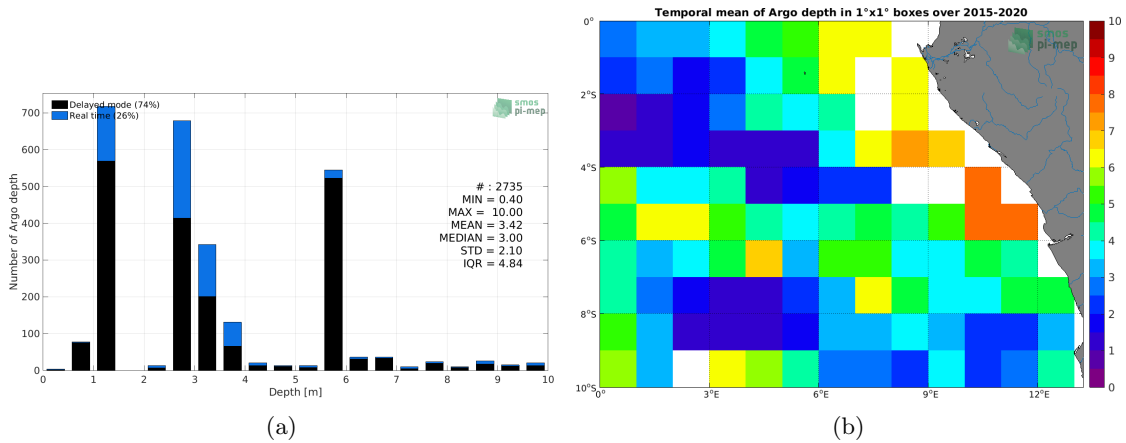 Delayed mode (74%)
Real time (26%)
smos
pi-mep
Number of Argo depth
750
700
600
500
400
300
200
100
0
# : 2735
MIN = 0.40
MAX = 10.00
MEAN = 3.42
MEDIAN = 3.00
STD = 2.10
IQR = 4.84
0 1 2 3 4 5 6 7 8 9 10
Depth [m]
(a)
Temporal mean of Argo depth in 1°x1° boxes over 2015-2020
smos
pi-mep
0°
2°S
4°S
6°S
8°S
10°S
0° 3°E 6°E 9°E 12°E
10
9
8
7
6
5
4
3
2
1
0
(b)